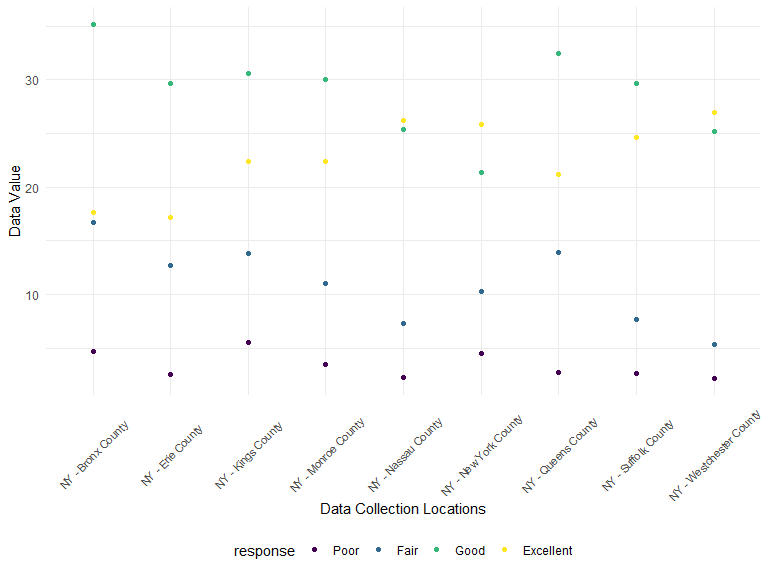 Data Value
30
20
10
NY - Bronx County
NY - Erie County
NY - Kings County
NY - Monroe County
NY - Nassau County
NY - New York County
NY - Queens County
NY - Suffolk County
NY - Westchester County
Data Collection Locations
response Poor Fair Good Excellent